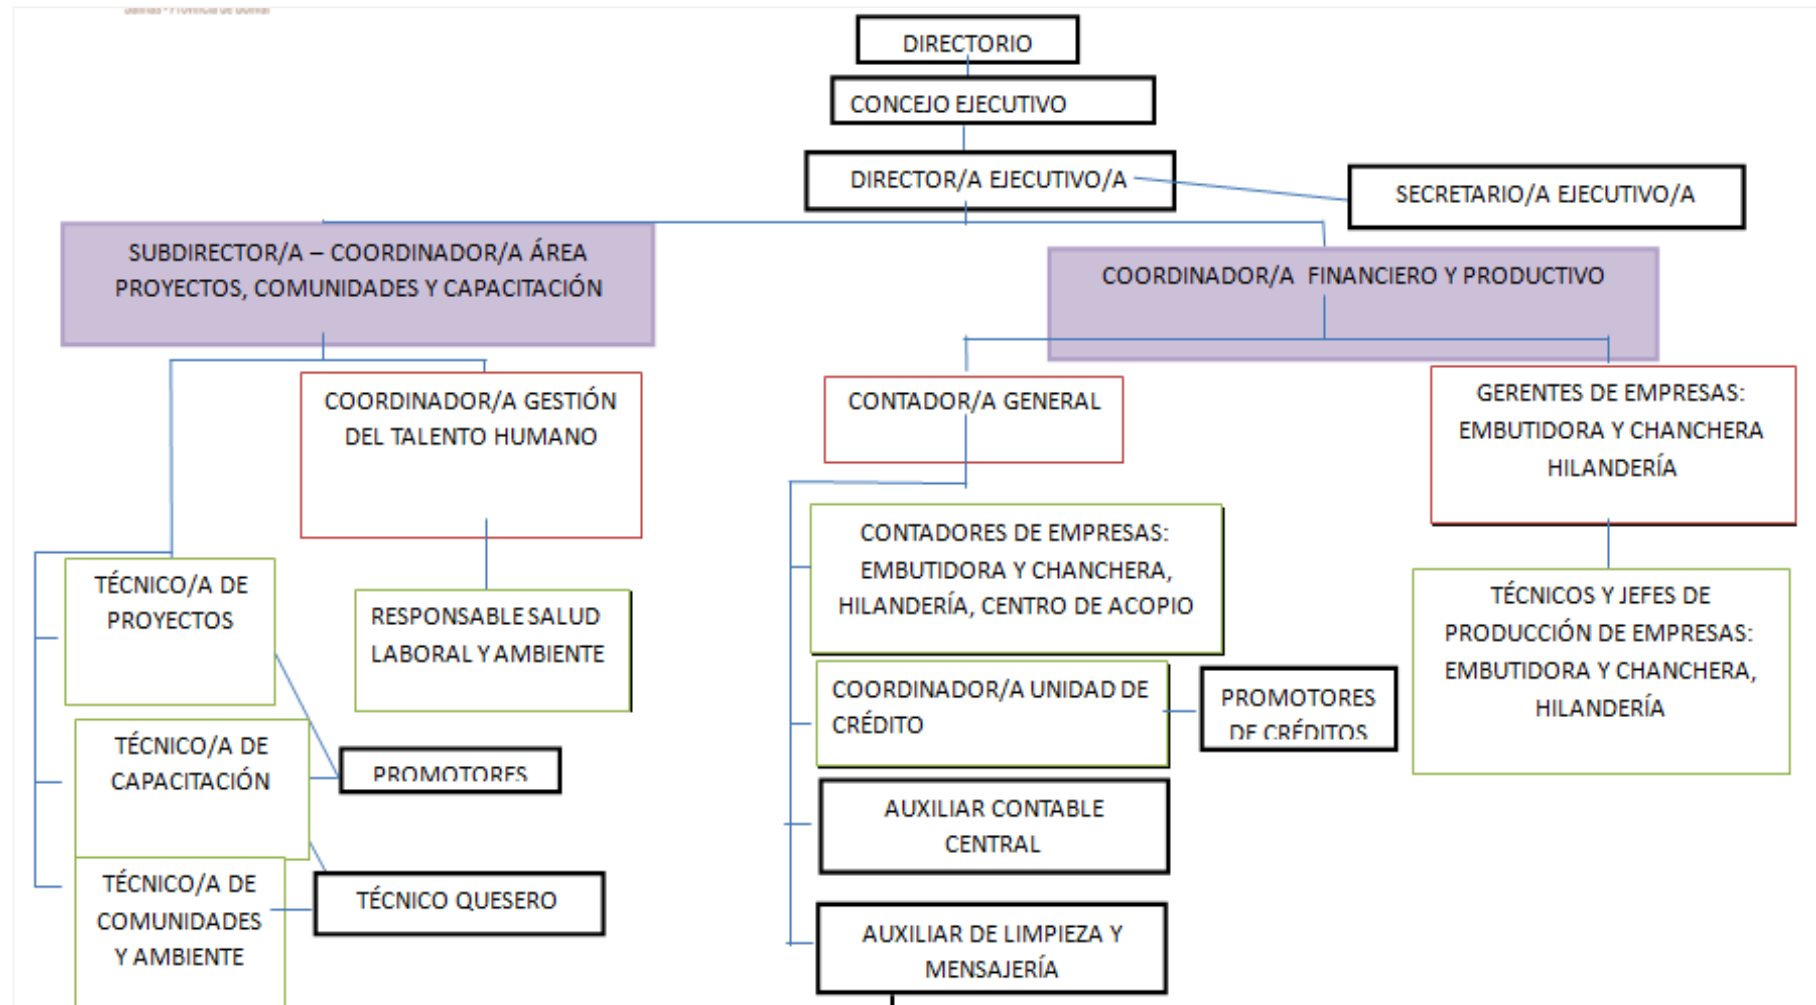 Salinas - Provincia de Bolívar
DIRECTORIO
CONCEJO EJECUTIVO
DIRECTOR/A EJECUTIVO/A
SECRETARIO/A EJECUTIVO/A
SUBDIRECTOR/A – COORDINADOR/A ÁREA
PROYECTOS, COMUNIDADES Y CAPACITACIÓN
COORDINADOR/A FINANCIERO Y PRODUCTIVO
COORDINADOR/A GESTIÓN
DEL TALENTO HUMANO
CONTADOR/A GENERAL
GERENTES DE EMPRESAS:
EMBUTIDORA Y CHANCHERA
HILANDERÍA
TÉCNICO/A DE
PROYECTOS
RESPONSABLE SALUD
LABORAL Y AMBIENTE
CONTADORES DE EMPRESAS:
EMBUTIDORA Y CHANCHERA,
HILANDERÍA, CENTRO DE ACOPIO
TÉCNICOS Y JEFES DE
PRODUCCIÓN DE EMPRESAS:
EMBUTIDORA Y CHANCHERA,
HILANDERÍA
COORDINADOR/A UNIDAD DE
CRÉDITO
PROMOTORES
DE CRÉDITOS
TÉCNICO/A DE
CAPACITACIÓN
PROMOTORES
AUXILIAR CONTABLE
CENTRAL
TÉCNICO/A DE
COMUNIDADES
Y AMBIENTE
TÉCNICO QUESERO
AUXILIAR DE LIMPIEZA Y
MENSAJERÍA